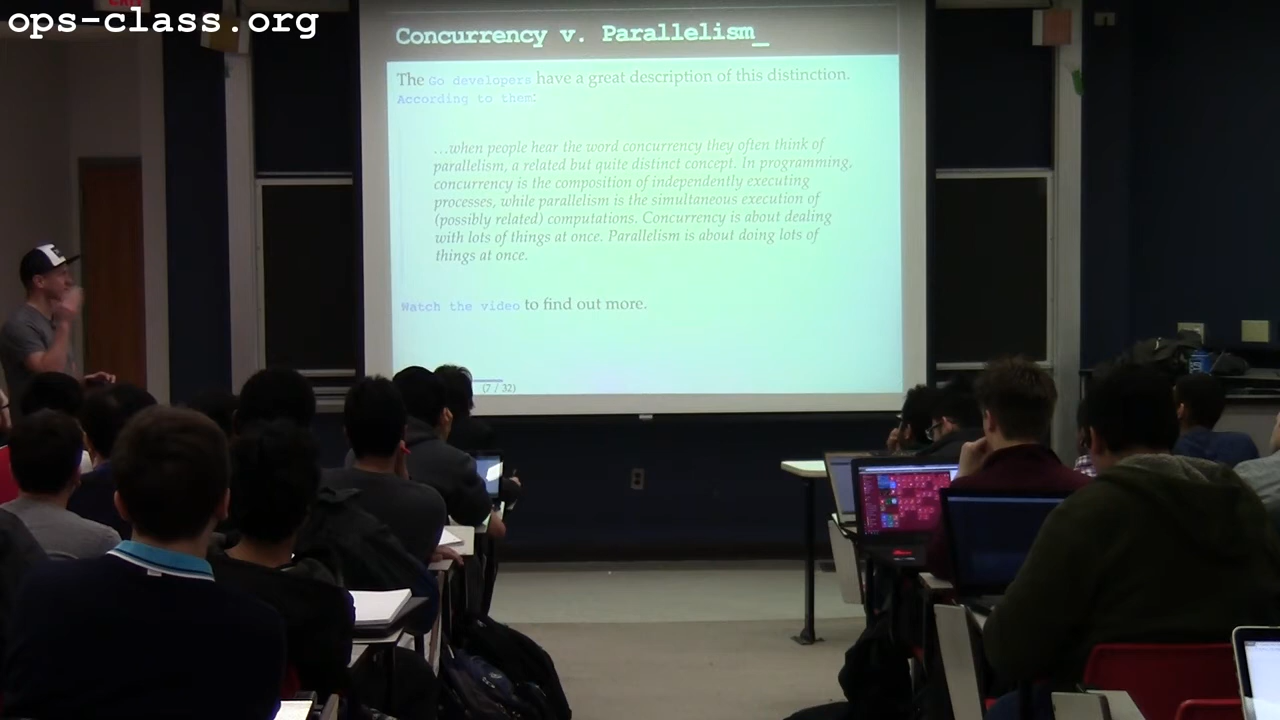 ops-class.org
Concurrency v. Parallelism_
The Go developers have a great description of this distinction.
According to them:
...when people hear the word concurrency they often think of
parallelism, a related but quite distinct concept. In programming,
concurrency is the composition of independently executing
processes, while parallelism is the simultaneous execution of
(possibly related) computations. Concurrency is about dealing
with lots of things at once. Parallelism is about doing lots of
things at once.
Watch the video to find out more.
(7 / 32)